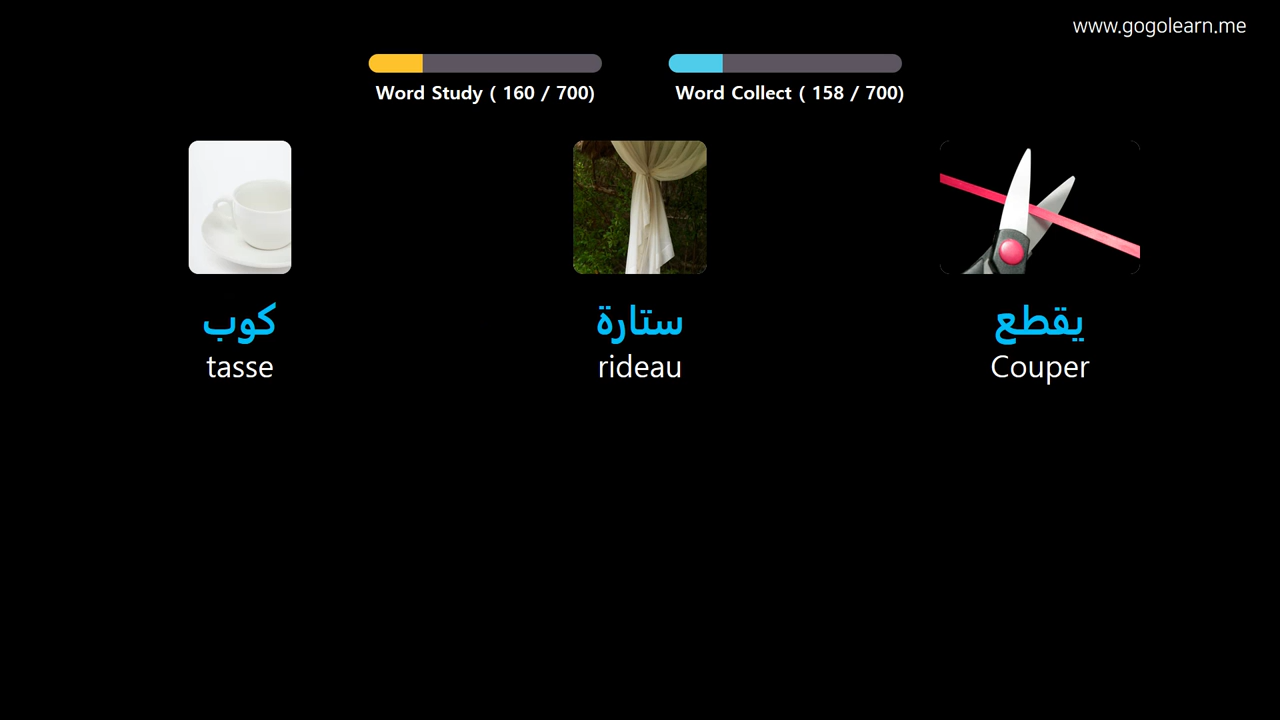 www.gogolearn.me
Word Study ( 160 / 700)
Word Collect ( 158 / 700)
كوب
tasse
ستارة
rideau
يقطع
Couper